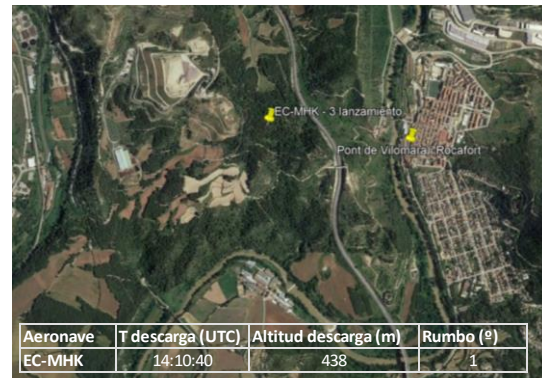 EC-MHK - 3 lanzamiento
Pont de Vilomara i Rocafort
Aeronave T descarga (UTC) Altitud descarga (m) Rumbo (º)
EC-MHK 14:10:40 438 1